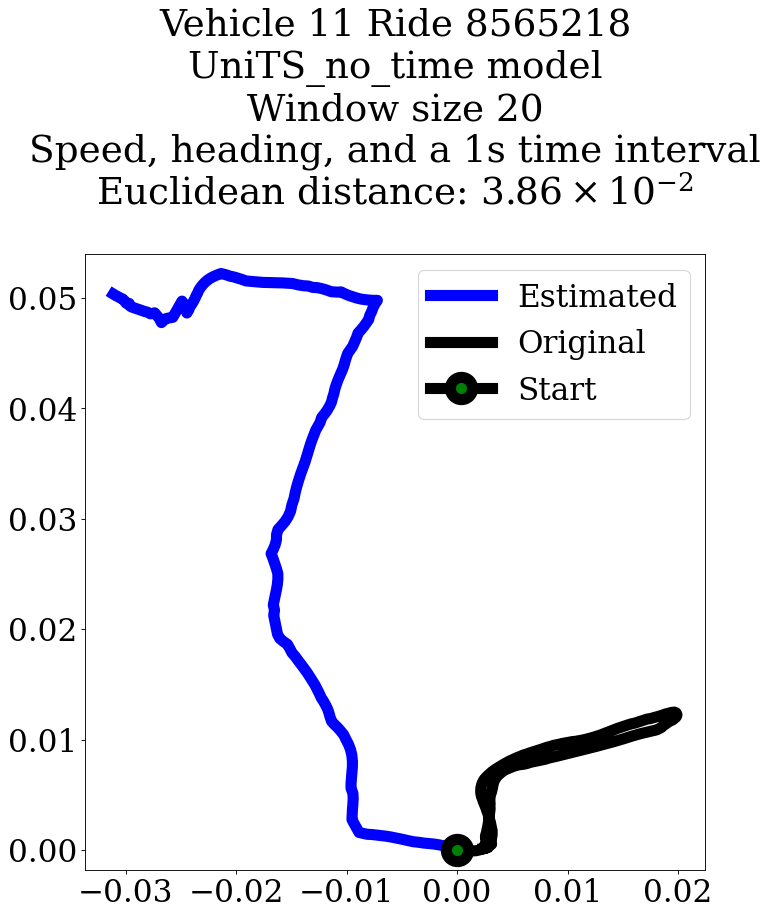 Vehicle 11 Ride 8565218
UniTS_no_time model
Window size 20
Speed, heading, and a 1s time interval
Euclidean distance: 3.86 × 10⁻²
Estimated
Original
Start
0.05
0.04
0.03
0.02
0.01
0.00
−0.03 −0.02 −0.01 0.00 0.01 0.02